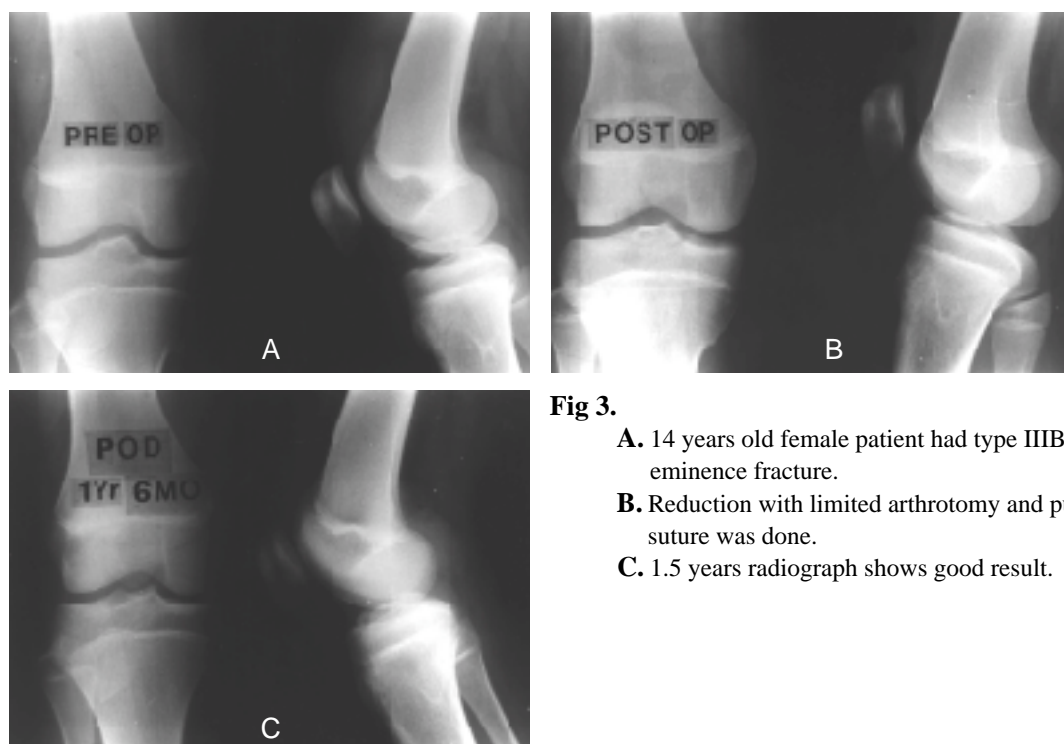 PRE OP
A
POST OP
B
POD
1Yr 6MO
C
Fig 3.
A. 14 years old female patient had type IIIB
eminence fracture.
B. Reduction with limited arthrotomy and
suture was done.
C. 1.5 years radiograph shows good result.